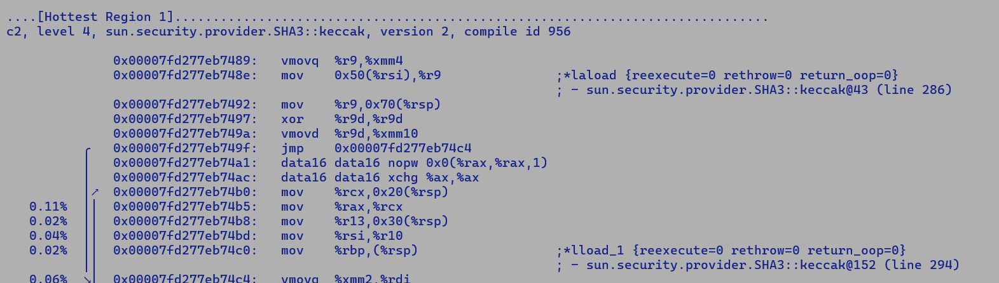 ....[Hottest Region 1]..............................................................................
c2, level 4, sun.security.provider.SHA3::keccak, version 2, compile id 956
0x00007fd277eb7489: vmovq %r9,%xmm4
0x00007fd277eb748e: mov 0x50(%rsi),%r9 ;*laload {reexecute=0 rethrow=0 return_oop=0}
; - sun.security.provider.SHA3::keccak@43 (line 286)
0x00007fd277eb7492: mov %r9,0x70(%rsp)
0x00007fd277eb7497: xor %r9d,%r9d
0x00007fd277eb749a: vmovd %r9d,%xmm10
0x00007fd277eb749f: jmp 0x00007fd277eb74c4
0x00007fd277eb74a1: data16 data16 nopw 0x0(%rax,%rax,1)
0x00007fd277eb74ac: data16 data16 xchg %ax,%ax
↗ 0x00007fd277eb74b0: mov %rcx,0x20(%rsp)
0.11% 0x00007fd277eb74b5: mov %rax,%rcx
0.02% 0x00007fd277eb74b8: mov %r13,0x30(%rsp)
0.04% 0x00007fd277eb74bd: mov %rsi,%r10
0.02% 0x00007fd277eb74c0: mov %rbp,(%rsp) ;*lload_1 {reexecute=0 rethrow=0 return_oop=0}
; - sun.security.provider.SHA3::keccak@152 (line 294)
0.06% ↘ 0x00007fd277eb74c4: vmovq %xmm2,%rdi